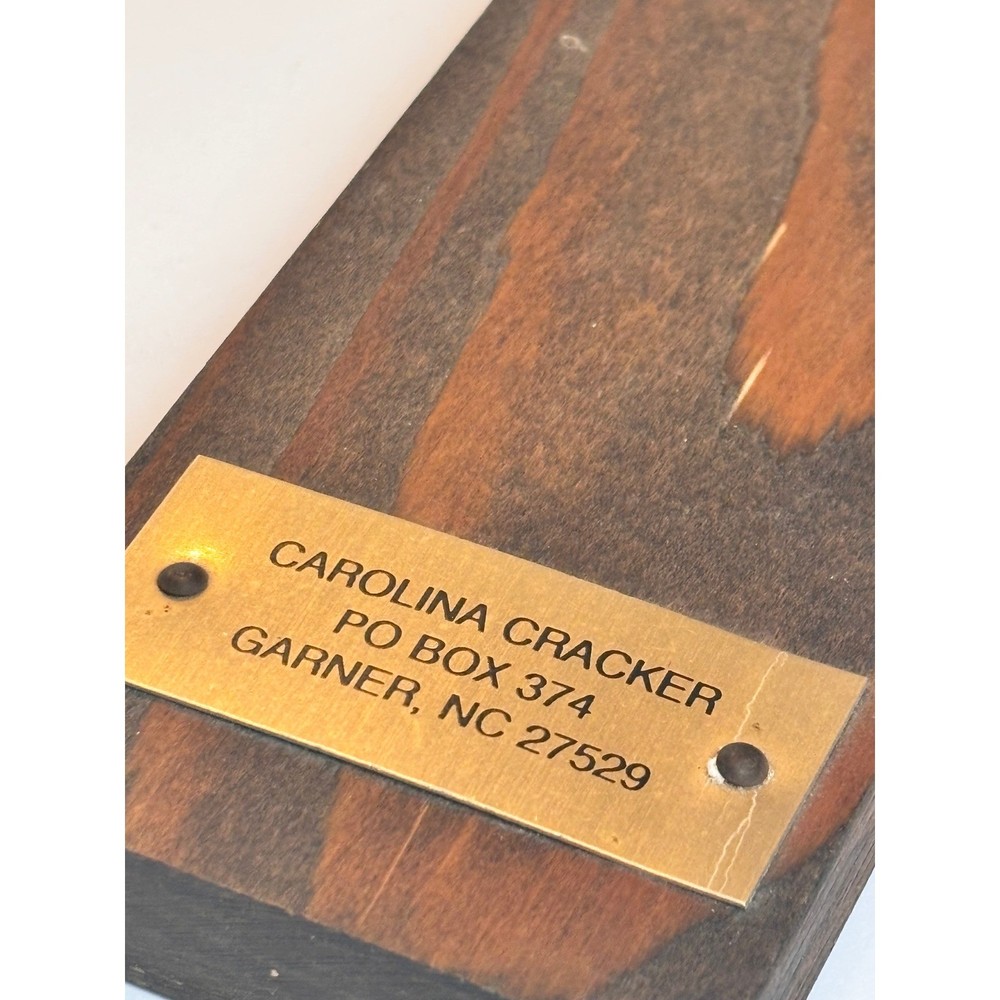 CAROLINA CRACKER
PO BOX 374
GARNER, NC 27529